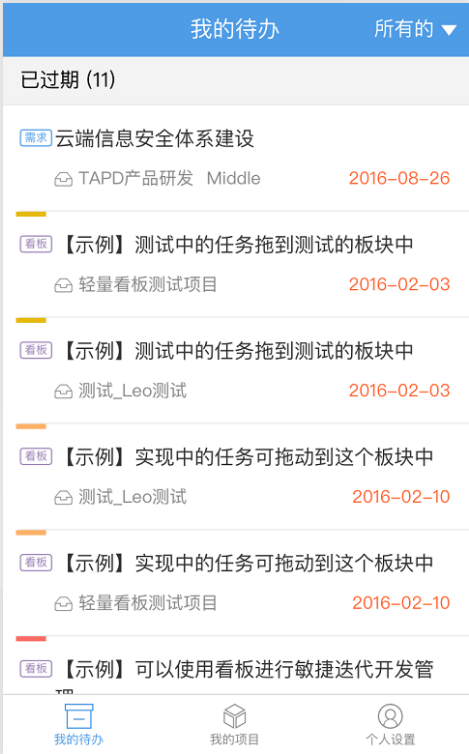 我的待办 所有的
已过期 (11)
需求 云端信息安全体系建设
TAPD产品研发 Middle 2016-08-26
看板 【示例】测试中的任务拖到测试的板块中
轻量看板测试项目 2016-02-03
看板 【示例】测试中的任务拖到测试的板块中
测试_Leo测试 2016-02-03
看板 【示例】实现中的任务可拖动到这个板块中
测试_Leo测试 2016-02-10
看板 【示例】实现中的任务可拖动到这个板块中
轻量看板测试项目 2016-02-10
看板 【示例】可以使用看板进行敏捷迭代开发管
我的待办 我的项目 个人设置